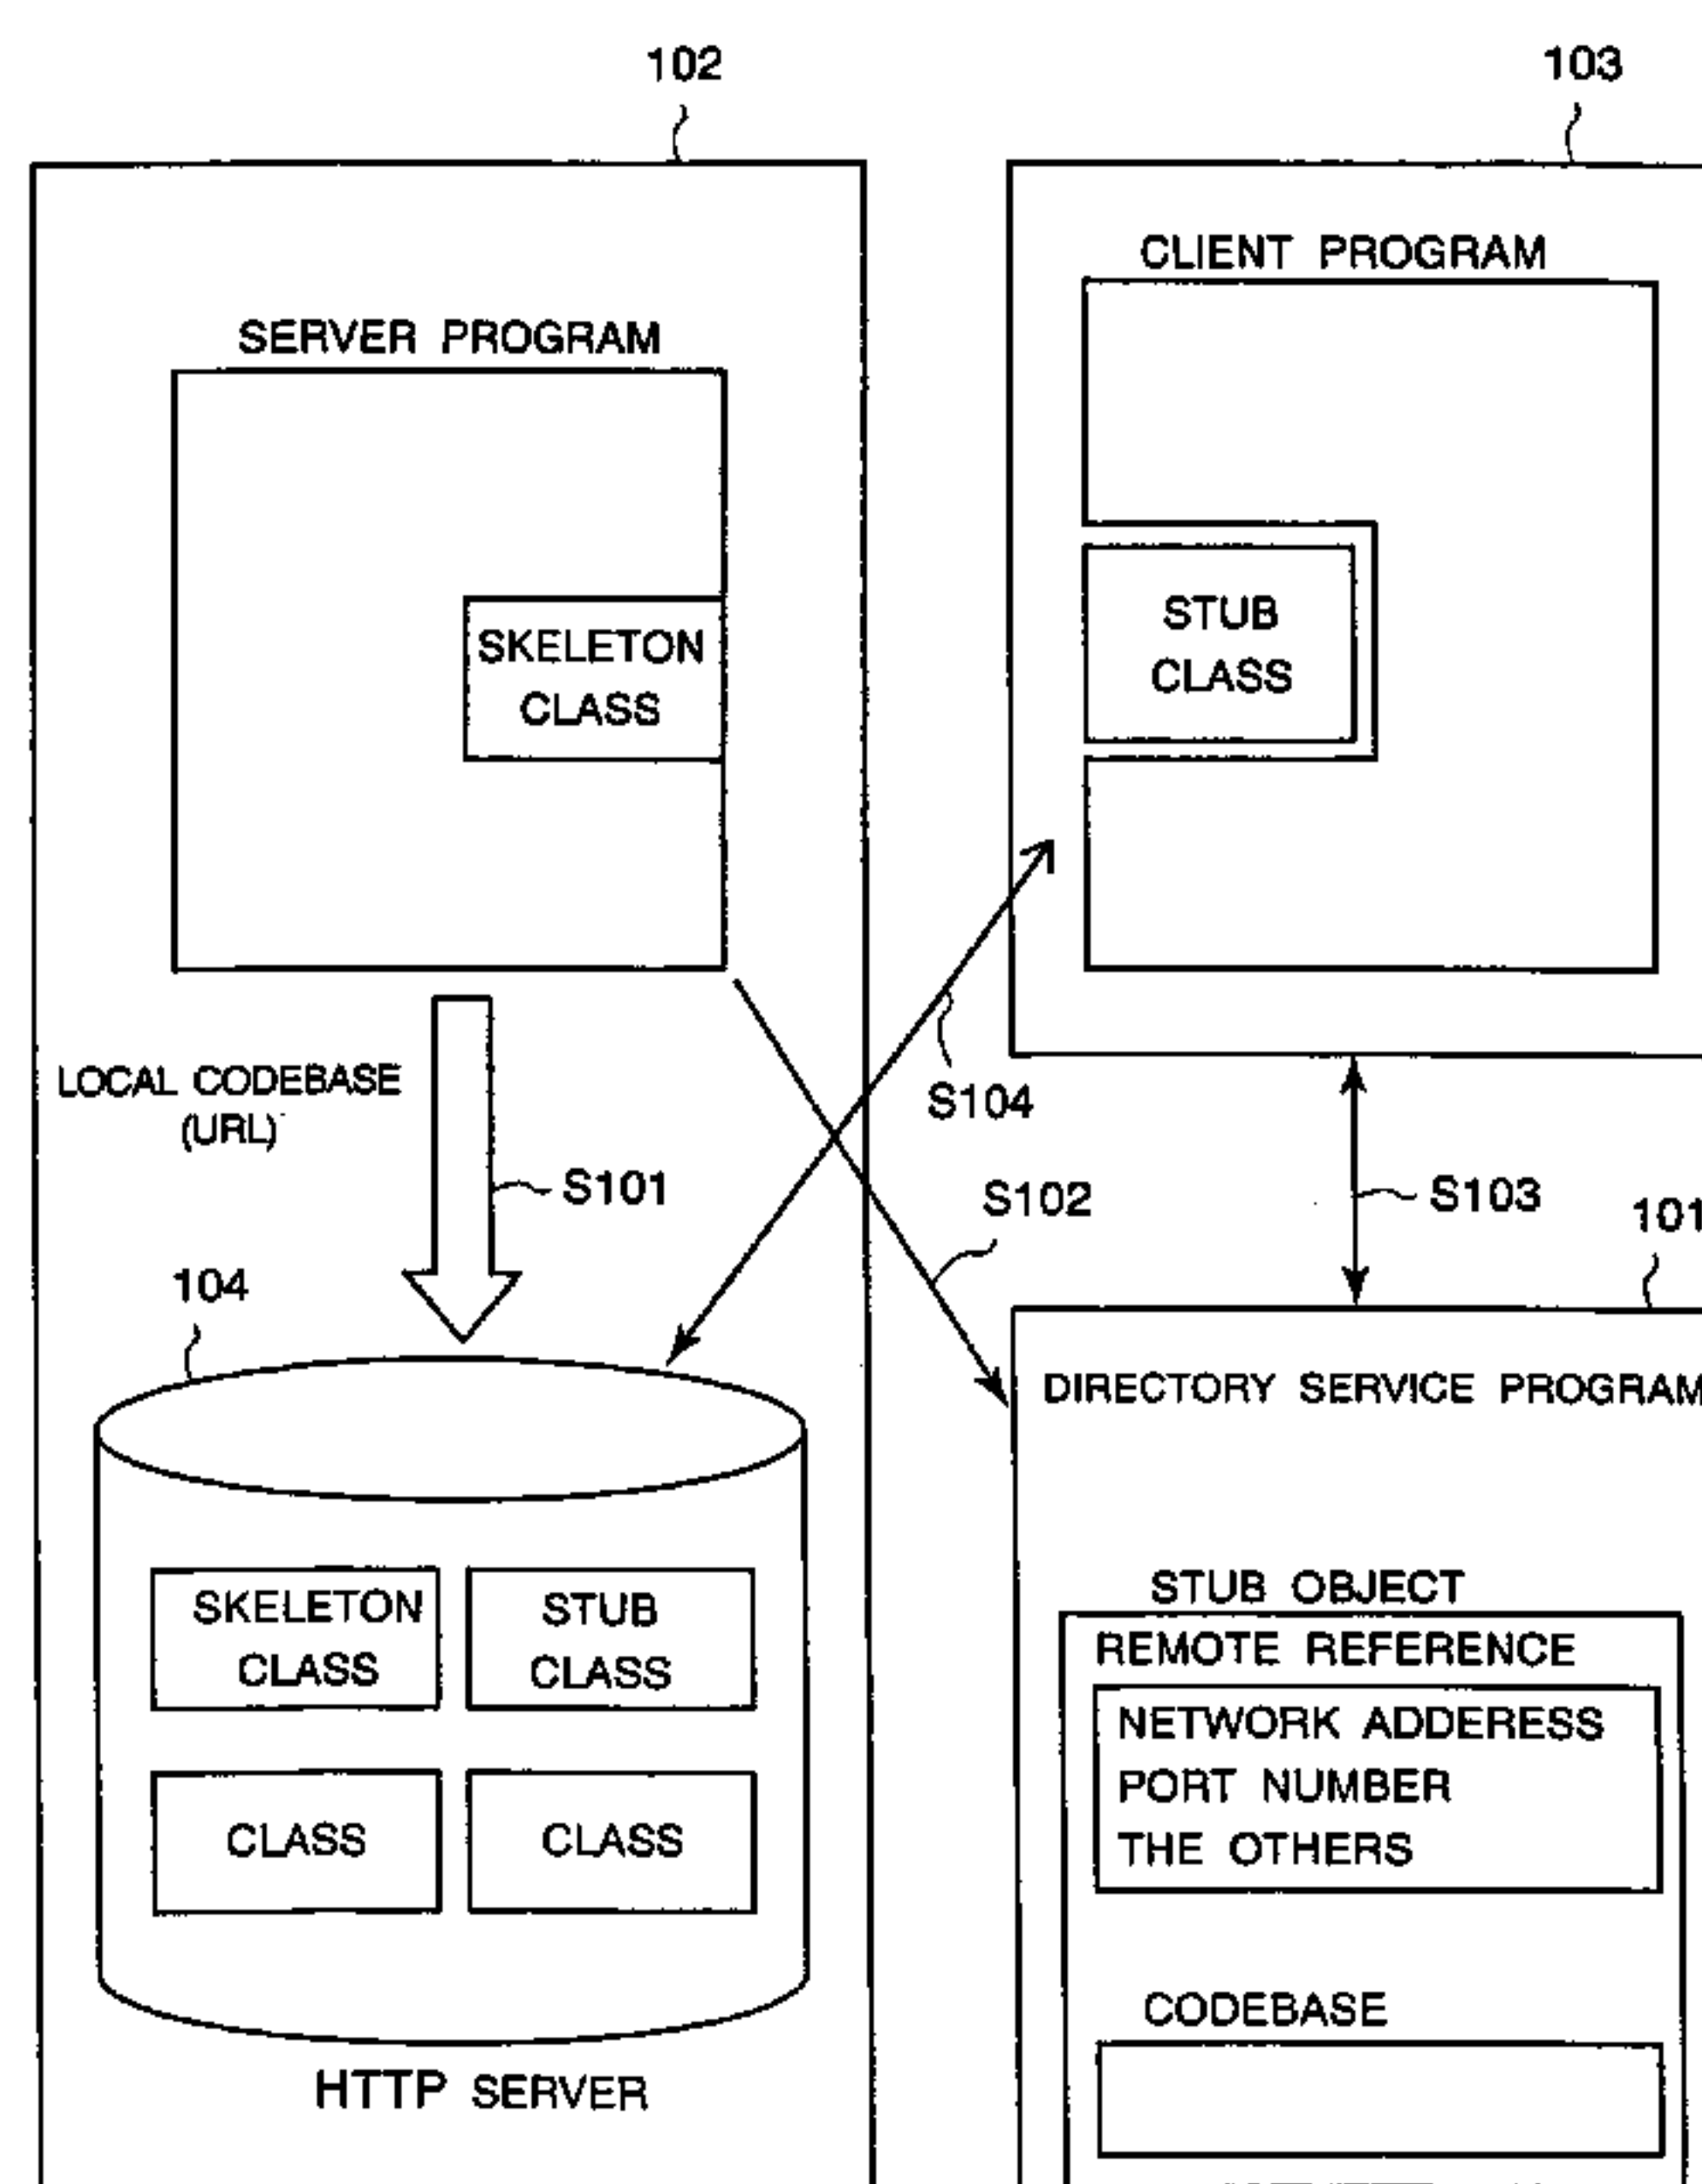 102
103
CLIENT PROGRAM
SERVER PROGRAM
STUB
CLASS
SKELETON
CLASS
LOCAL CODEBASE
(URL)
S104
S101
S102
S103
101
104
DIRECTORY SERVICE PROGRAM
STUB OBJECT
SKELETON
CLASS
STUB
CLASS
REMOTE REFERENCE
NETWORK ADDERESS
PORT NUMBER
THE OTHERS
CLASS
CLASS
CODEBASE
HTTP SERVER